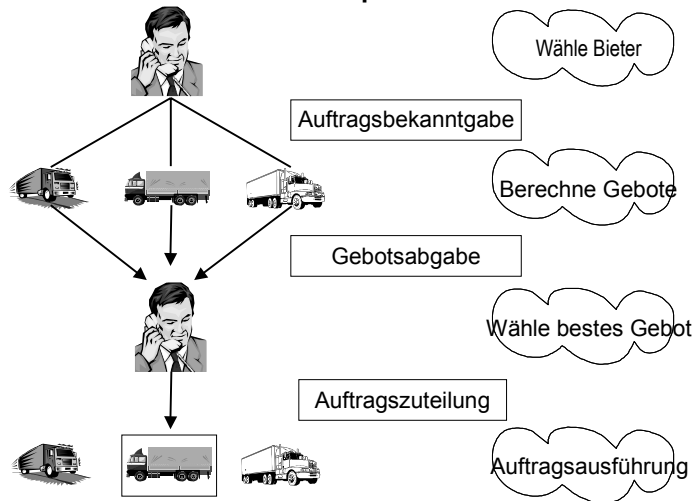 Wähle Bieter
Auftragsbekanntgabe
Berechne Gebote
Gebotsabgabe
Wähle bestes Gebot
Auftragszuteilung
Auftragsausführung